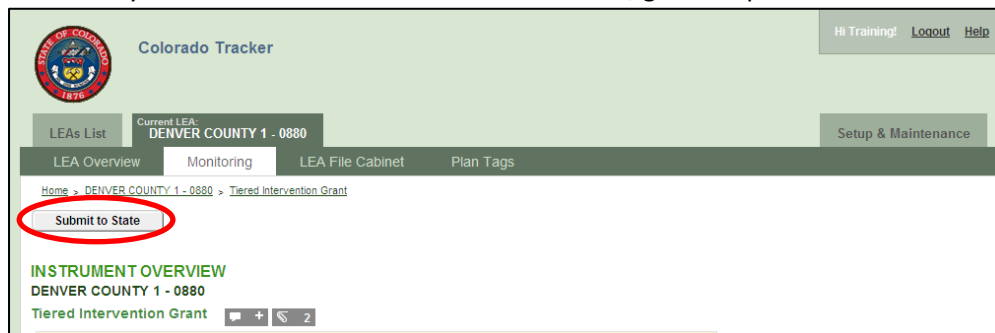 STATE OF COLORADO
1876
Colorado Tracker
Hi Training! Logout Help
LEAs List
Current LEA:
DENVER COUNTY 1 - 0880
Setup & Maintenance
LEA Overview Monitoring LEA File Cabinet Plan Tags
Home > DENVER COUNTY 1 - 0880 > Tiered Intervention Grant
Submit to State
INSTRUMENT OVERVIEW
DENVER COUNTY 1 - 0880
Tiered Intervention Grant + 2